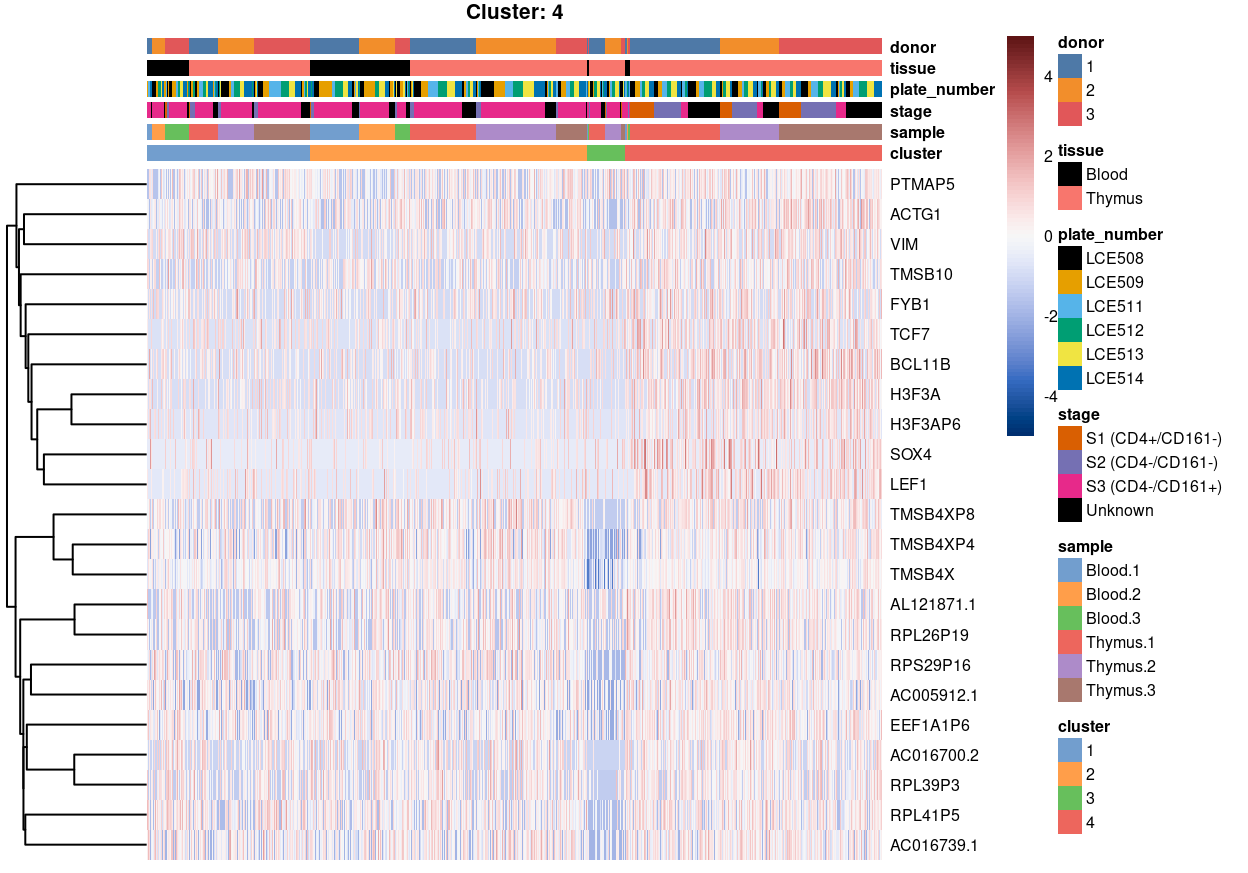 Cluster: 4
donor
tissue
plate_number
stage
sample
cluster
PTMAP5
ACTG1
VIM
TMSB10
FYB1
TCF7
BCL11B
H3F3A
H3F3AP6
SOX4
LEF1
TMSB4XP8
TMSB4XP4
TMSB4X
AL121871.1
RPL26P19
RPS29P16
AC005912.1
EEF1A1P6
AC016700.2
RPL39P3
RPL41P5
AC016739.1
4
2
0
-2
-4
donor
1
2
3
tissue
Blood
Thymus
plate_number
LCE508
LCE509
LCE511
LCE512
LCE513
LCE514
stage
S1 (CD4+/CD161-)
S2 (CD4-/CD161-)
S3 (CD4-/CD161+)
Unknown
sample
Blood.1
Blood.2
Blood.3
Thymus.1
Thymus.2
Thymus.3
cluster
1
2
3
4